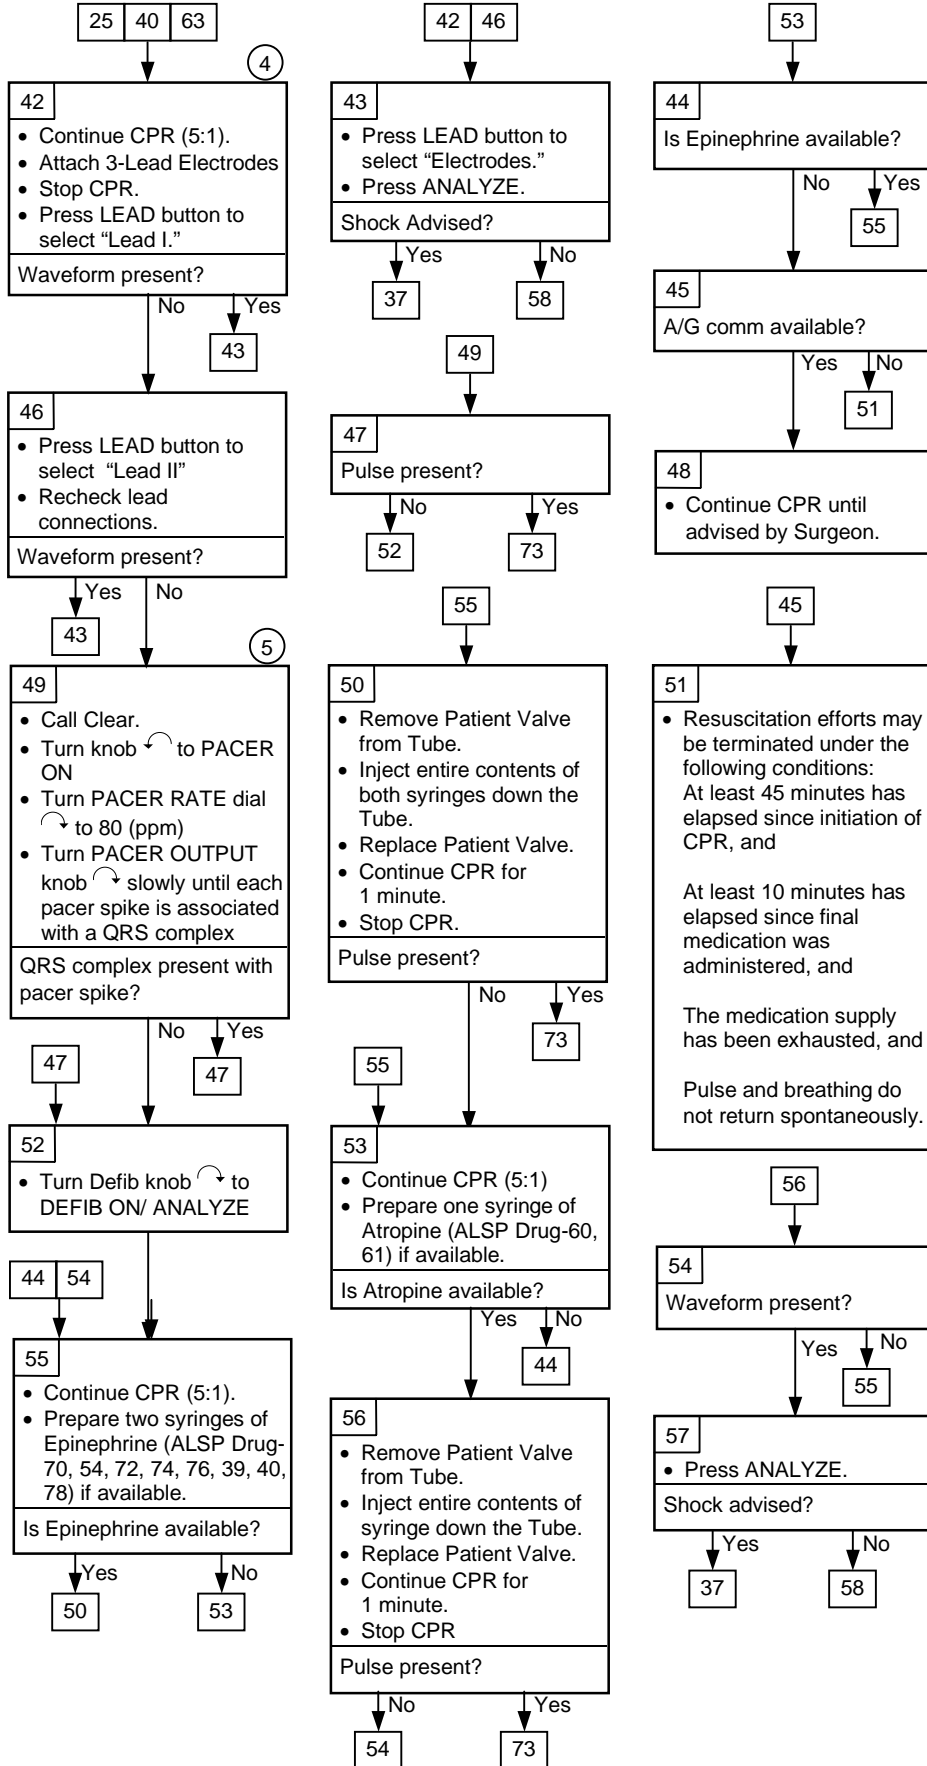 25 40 63
4
42
• Continue CPR (5:1).
• Attach 3-Lead Electrodes
• Stop CPR.
• Press LEAD button to
select “Lead I.”
Waveform present?
No
Yes
43
46
• Press LEAD button to
select “Lead II”
• Recheck lead
connections.
Waveform present?
Yes
No
43
5
49
• Call Clear.
• Turn knob to PACER
ON
• Turn PACER RATE dial
to 80 (ppm)
• Turn PACER OUTPUT
knob slowly until each
pacer spike is associated
with a QRS complex
QRS complex present with
pacer spike?
No
Yes
47
47
52
• Turn Defib knob to
DEFIB ON/ ANALYZE
44 54
55
• Continue CPR (5:1).
• Prepare two syringes of
Epinephrine (ALSP Drug-
70, 54, 72, 74, 76, 39, 40,
78) if available.
Is Epinephrine available?
Yes
No
50
53
42 46
43
• Press LEAD button to
select “Electrodes.”
• Press ANALYZE.
Shock Advised?
Yes
No
37
58
49
47
Pulse present?
No
Yes
52
73
55
50
• Remove Patient Valve
from Tube.
• Inject entire contents of
both syringes down the
Tube.
• Replace Patient Valve.
• Continue CPR for
1 minute.
• Stop CPR.
Pulse present?
No
Yes
73
55
53
• Continue CPR (5:1)
• Prepare one syringe of
Atropine (ALSP Drug-60,
61) if available.
Is Atropine available?
Yes
No
44
56
• Remove Patient Valve
from Tube.
• Inject entire contents of
syringe down the Tube.
• Replace Patient Valve.
• Continue CPR for
1 minute.
• Stop CPR
Pulse present?
No
Yes
54
73
53
44
Is Epinephrine available?
No
Yes
55
45
A/G comm available?
Yes
No
51
48
• Continue CPR until
advised by Surgeon.
45
51
• Resuscitation efforts may
be terminated under the
following conditions:
At least 45 minutes has
elapsed since initiation of
CPR, and
At least 10 minutes has
elapsed since final
medication was
administered, and
The medication supply
has been exhausted, and
Pulse and breathing do
not return spontaneously.
56
54
Waveform present?
Yes
No
55
57
• Press ANALYZE.
Shock advised?
Yes
No
37
58